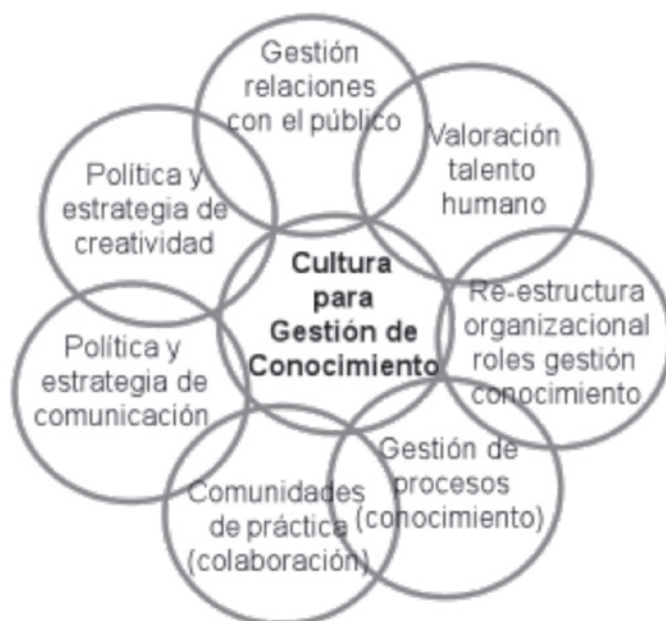 Gestión
relaciones
con el público
Valoración
talento
humano
Re-estructura
organizacional
roles gestión
conocimiento
Gestión de
procesos
(conocimiento)
Comunidades
de práctica
(colaboración)
Política y
estrategia de
comunicación
Política y
estrategia de
creatividad
Cultura
para
Gestión de
Conocimiento